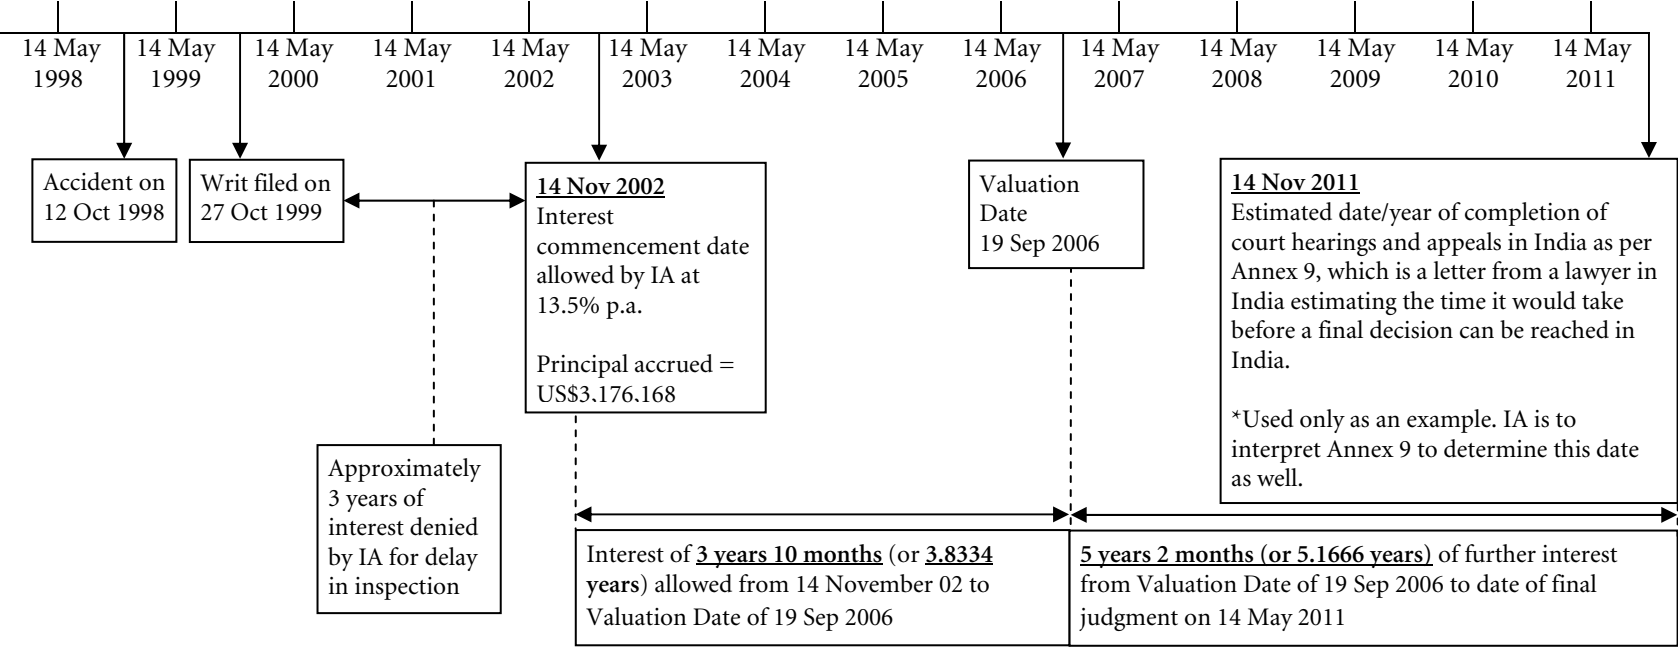 14 May 1998
14 May 1999
14 May 2000
14 May 2001
14 May 2002
14 May 2003
14 May 2004
14 May 2005
14 May 2006
14 May 2007
14 May 2008
14 May 2009
14 May 2010
14 May 2011
Accident on
12 Oct 1998
Writ filed on
27 Oct 1999
14 Nov 2002
Interest
commencement date
allowed by IA at
13.5% p.a.
Principal accrued =
US$3,176,168
Valuation
Date
19 Sep 2006
14 Nov 2011
Estimated date/year of completion of
court hearings and appeals in India as per
Annex 9, which is a letter from a lawyer in
India estimating the time it would take
before a final decision can be reached in
India.
*Used only as an example. IA is to
interpret Annex 9 to determine this date
as well.
Approximately
3 years of
interest denied
by IA for delay
in inspection
Interest of 3 years 10 months (or 3.8334
years) allowed from 14 November 02 to
Valuation Date of 19 Sep 2006
5 years 2 months (or 5.1666 years) of further interest
from Valuation Date of 19 Sep 2006 to date of final
judgment on 14 May 2011